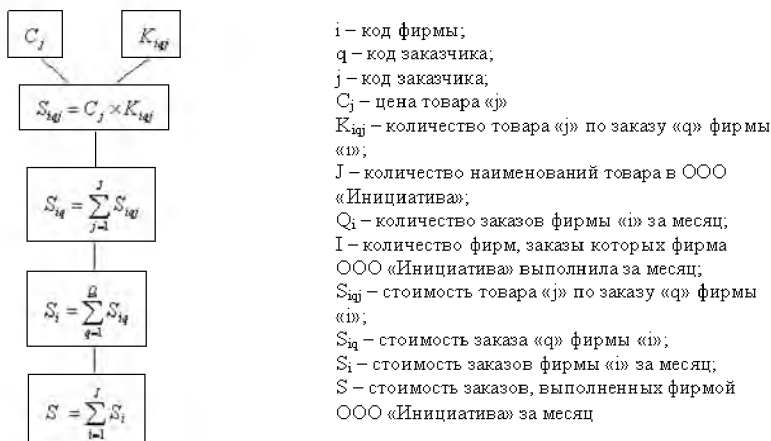 C_j
K_iqj
S_iqj = C_j × K_iqj
S_iq = ∑_{j=1}^{J} S_iqj
S_i = ∑_{q=1}^{Q} S_iq
S = ∑_{i=1}^{I} S_i
i – код фирмы;
q – код заказчика;
j – код заказчика;
C_j – цена товара «j»
K_iqj – количество товара «j» по заказу «q» фирмы
«i»;
J – количество наименований товара в ООО
«Инициатива»;
Q_i – количество заказов фирмы «i» за месяц;
I – количество фирм, заказы которых фирма
ООО «Инициатива» выполнила за месяц;
S_iqj – стоимость товара «j» по заказу «q» фирмы
«i»;
S_iq – стоимость заказа «q» фирмы «i»;
S_i – стоимость заказов фирмы «i» за месяц;
S – стоимость заказов, выполненных фирмой
ООО «Инициатива» за месяц